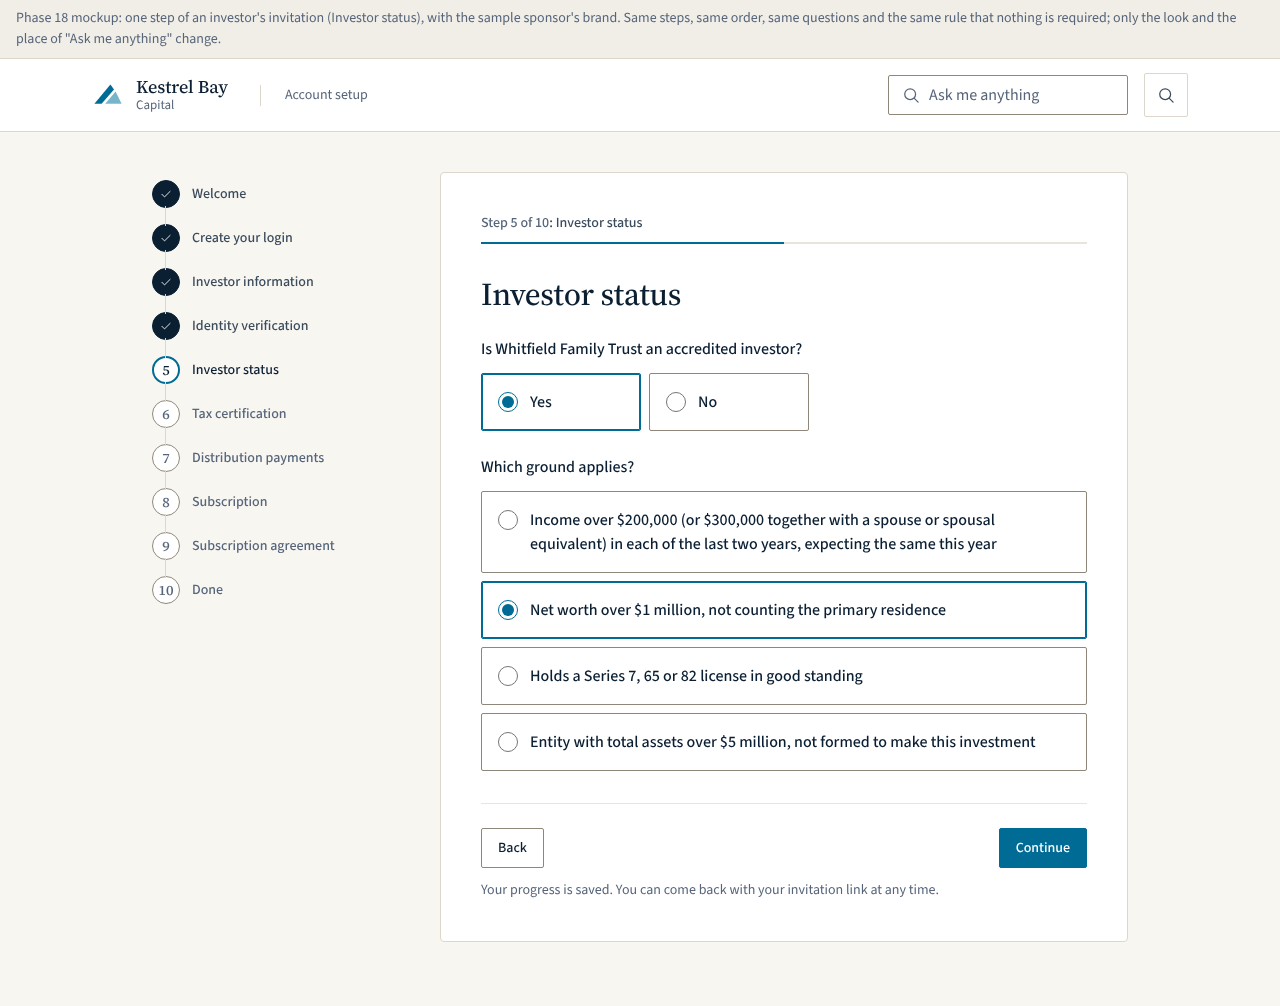 Phase 18 mockup: one step of an investor's invitation (Investor status), with the sample sponsor's brand. Same steps, same order, same questions and the same rule that nothing is required; only the look and the
place of "Ask me anything" change.
Kestrel Bay
Capital
Account setup
Ask me anything
Welcome
Create your login
Investor information
Identity verification
5 Investor status
6 Tax certification
7 Distribution payments
8 Subscription
9 Subscription agreement
10 Done
Step 5 of 10: Investor status
Investor status
Is Whitfield Family Trust an accredited investor?
Yes
No
Which ground applies?
Income over $200,000 (or $300,000 together with a spouse or spousal
equivalent) in each of the last two years, expecting the same this year
Net worth over $1 million, not counting the primary residence
Holds a Series 7, 65 or 82 license in good standing
Entity with total assets over $5 million, not formed to make this investment
Back
Continue
Your progress is saved. You can come back with your invitation link at any time.